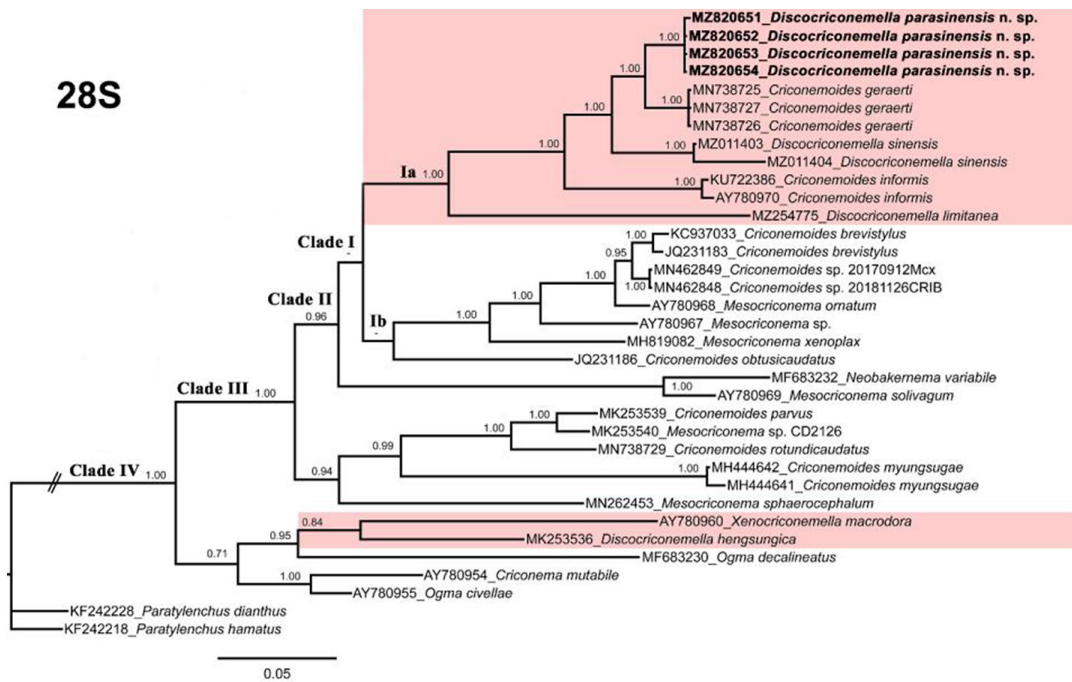 28S
MZ820651_Discocriconemella parasinensis n. sp.
1.00 MZ820652_Discocriconemella parasinensis n. sp.
MZ820653_Discocriconemella parasinensis n. sp.
1.00 MZ820654_Discocriconemella parasinensis n. sp.
MN738725_Criconemoides geraerti
1.00 1.00 MN738727_Criconemoides geraerti
MN738726_Criconemoides geraerti
1.00 1.00 MZ011403_Discocriconemella sinensis
MZ011404_Discocriconemella sinensis
Ia 1.00 1.00 KU722386_Criconemoides informis
AY780970_Criconemoides informis
MZ254775_Discocriconemella limitanea
Clade I 1.00 KC937033_Criconemoides brevistylus
- 0.95 JQ231183_Criconemoides brevistylus
MN462849_Criconemoides sp. 20170912Mcx
1.00 1.00 MN462848_Criconemoides sp. 20181126CRIB
Clade II 1.00 AY780968_Mesocriconema ornatum
0.96 Ib 1.00 AY780967_Mesocriconema sp.
- MH819082_Mesocriconema xenoplax
JQ231186_Criconemoides obtusicaudatus
MF683232_Neobakernema variabile
Clade III 1.00 1.00 AY780969_Mesocriconema solivagum
1.00 MK253539_Criconemoides parvus
1.00 MK253540_Mesocriconema sp. CD2126
0.99 MN738729_Criconemoides rotundicaudatus
Clade IV 1.00 0.94 1.00 MH444642_Criconemoides myungsugae
MH444641_Criconemoides myungsugae
MN262453_Mesocriconema sphaerocephalum
0.84 AY780960_Xenocriconemella macrodora
0.95 MK253536_Discocriconemella hengsungica
0.71 MF683230_Ogma decalineatus
1.00 AY780954_Criconema mutabile
AY780955_Ogma civellae
KF242228_Paratylenchus dianthus
KF242218_Paratylenchus hamatus
0.05